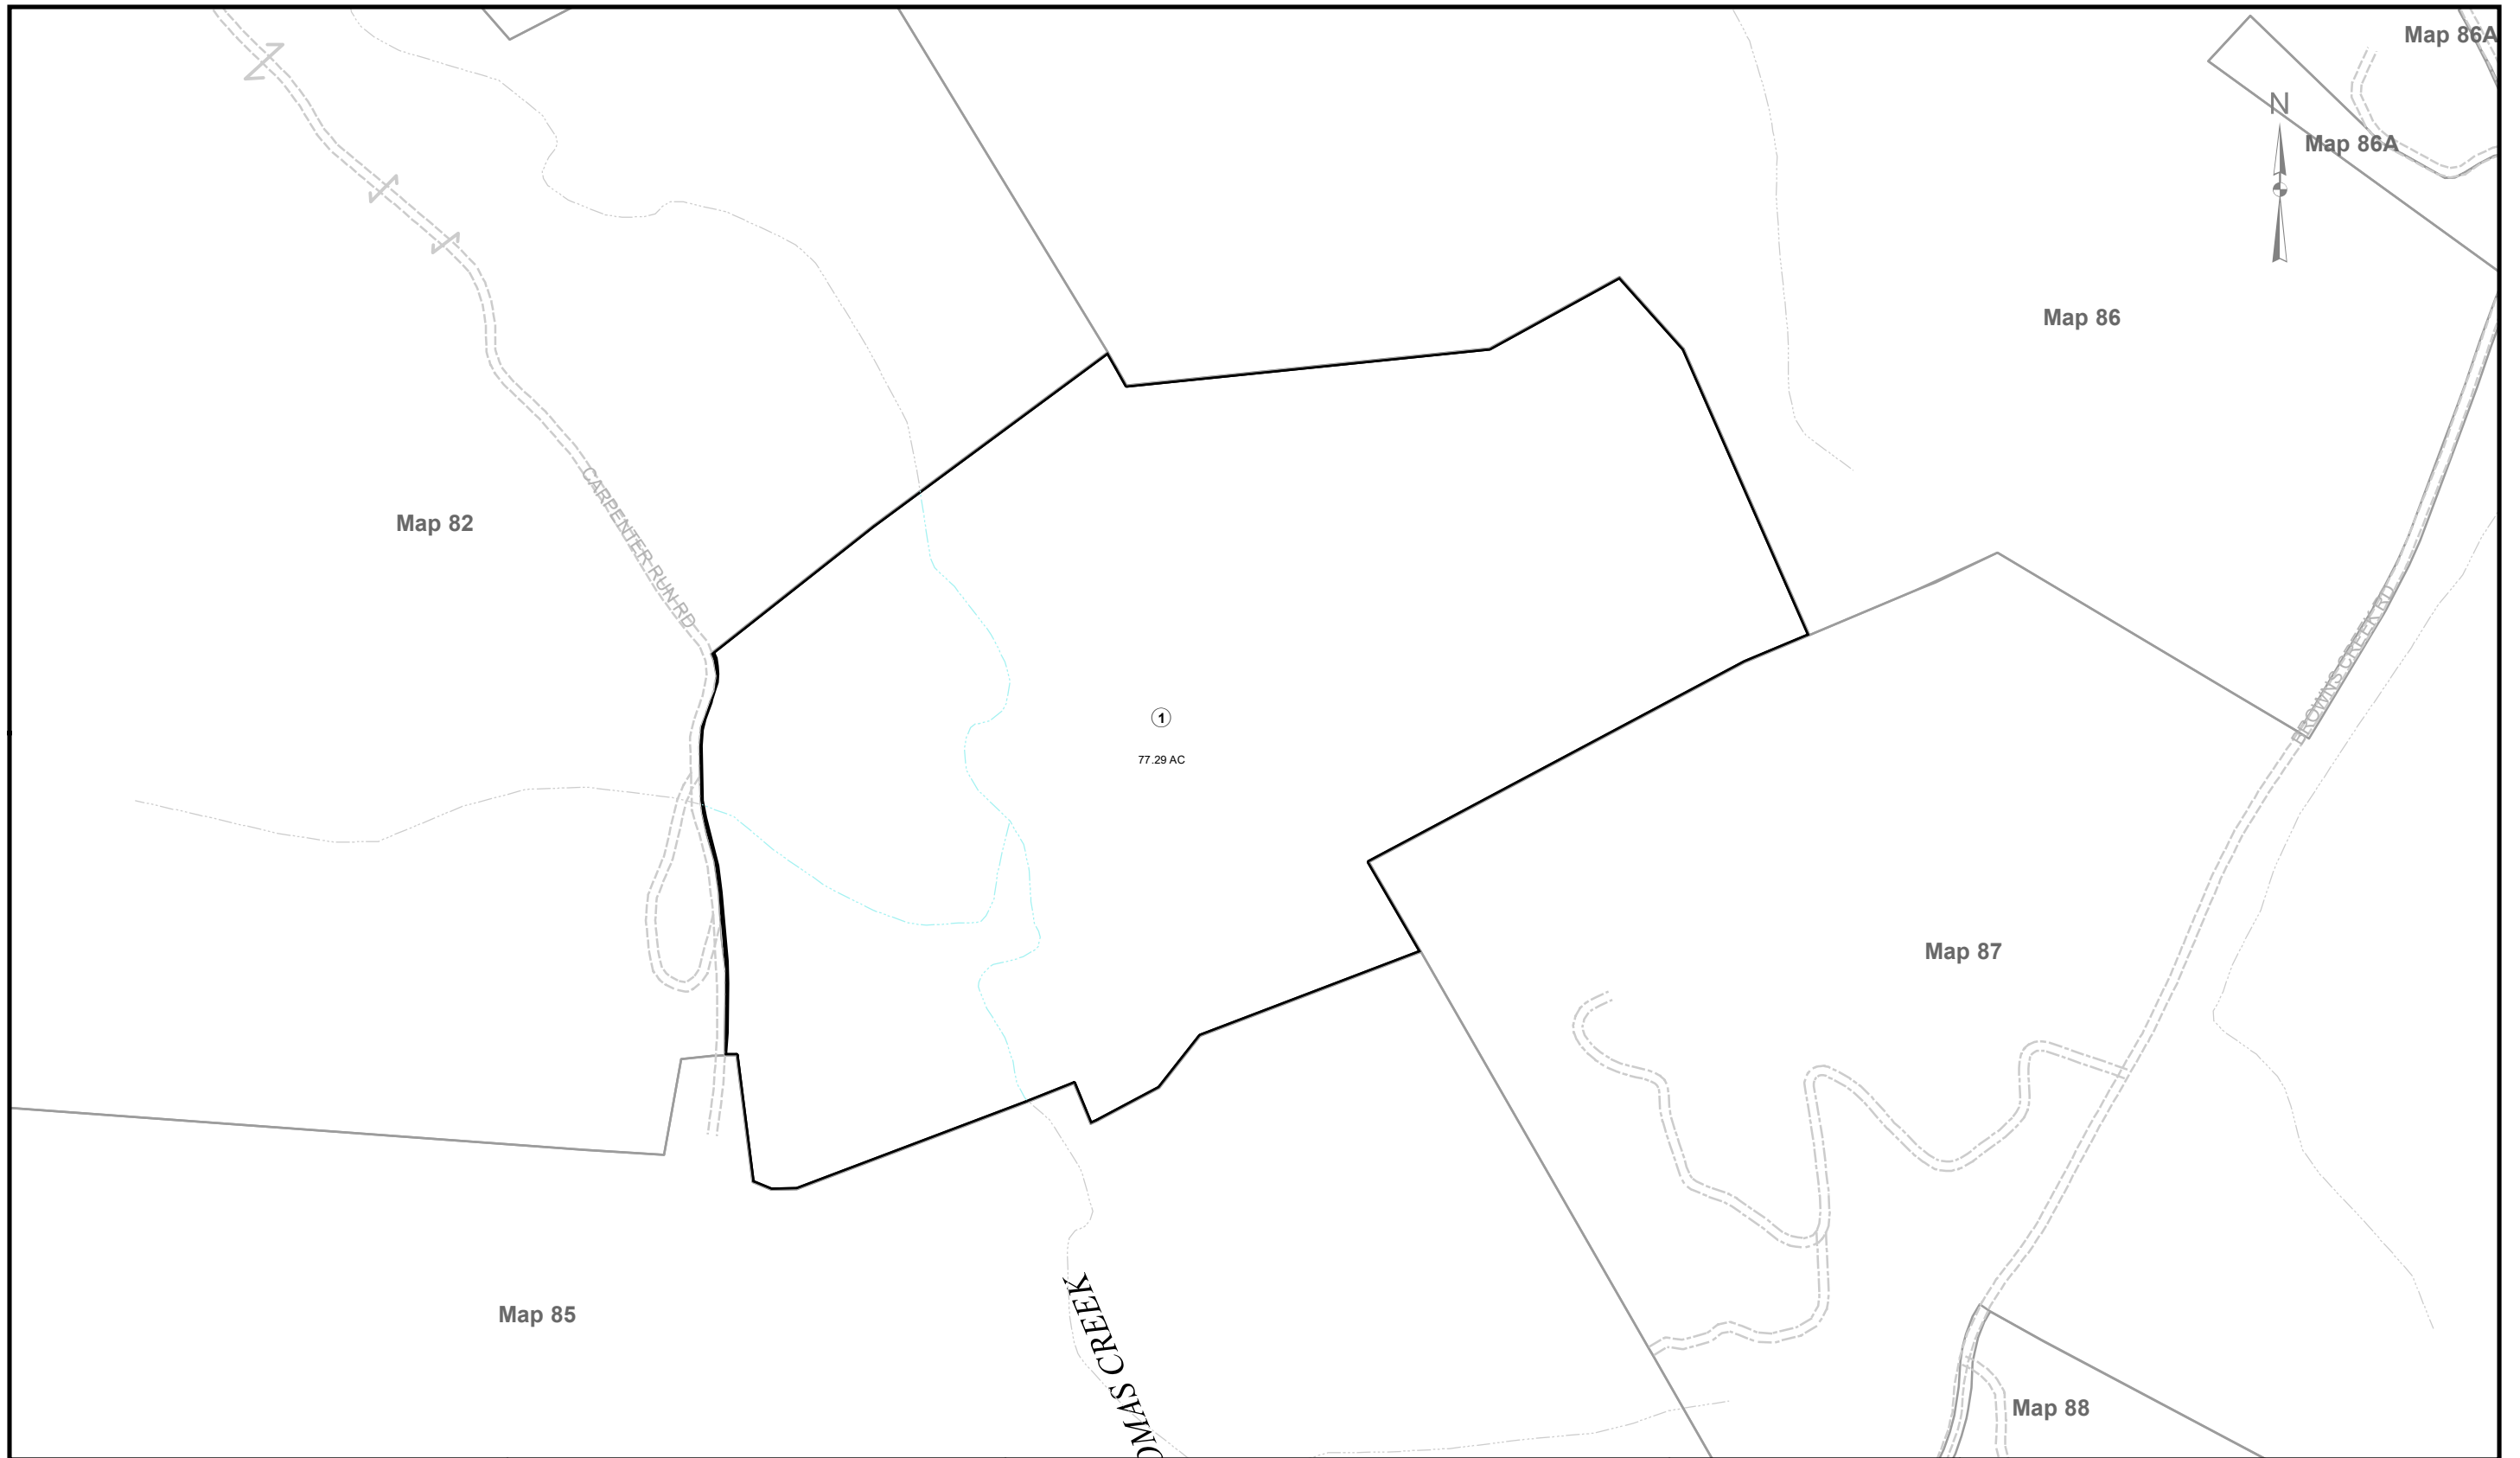 Map 86A
N
Map 86A
Map 86
Map 82
CARPENTER RUN RD
BROWNS CREEK RD
1
77.29 AC
Map 87
Map 85
OMAS CREEK
Map 88